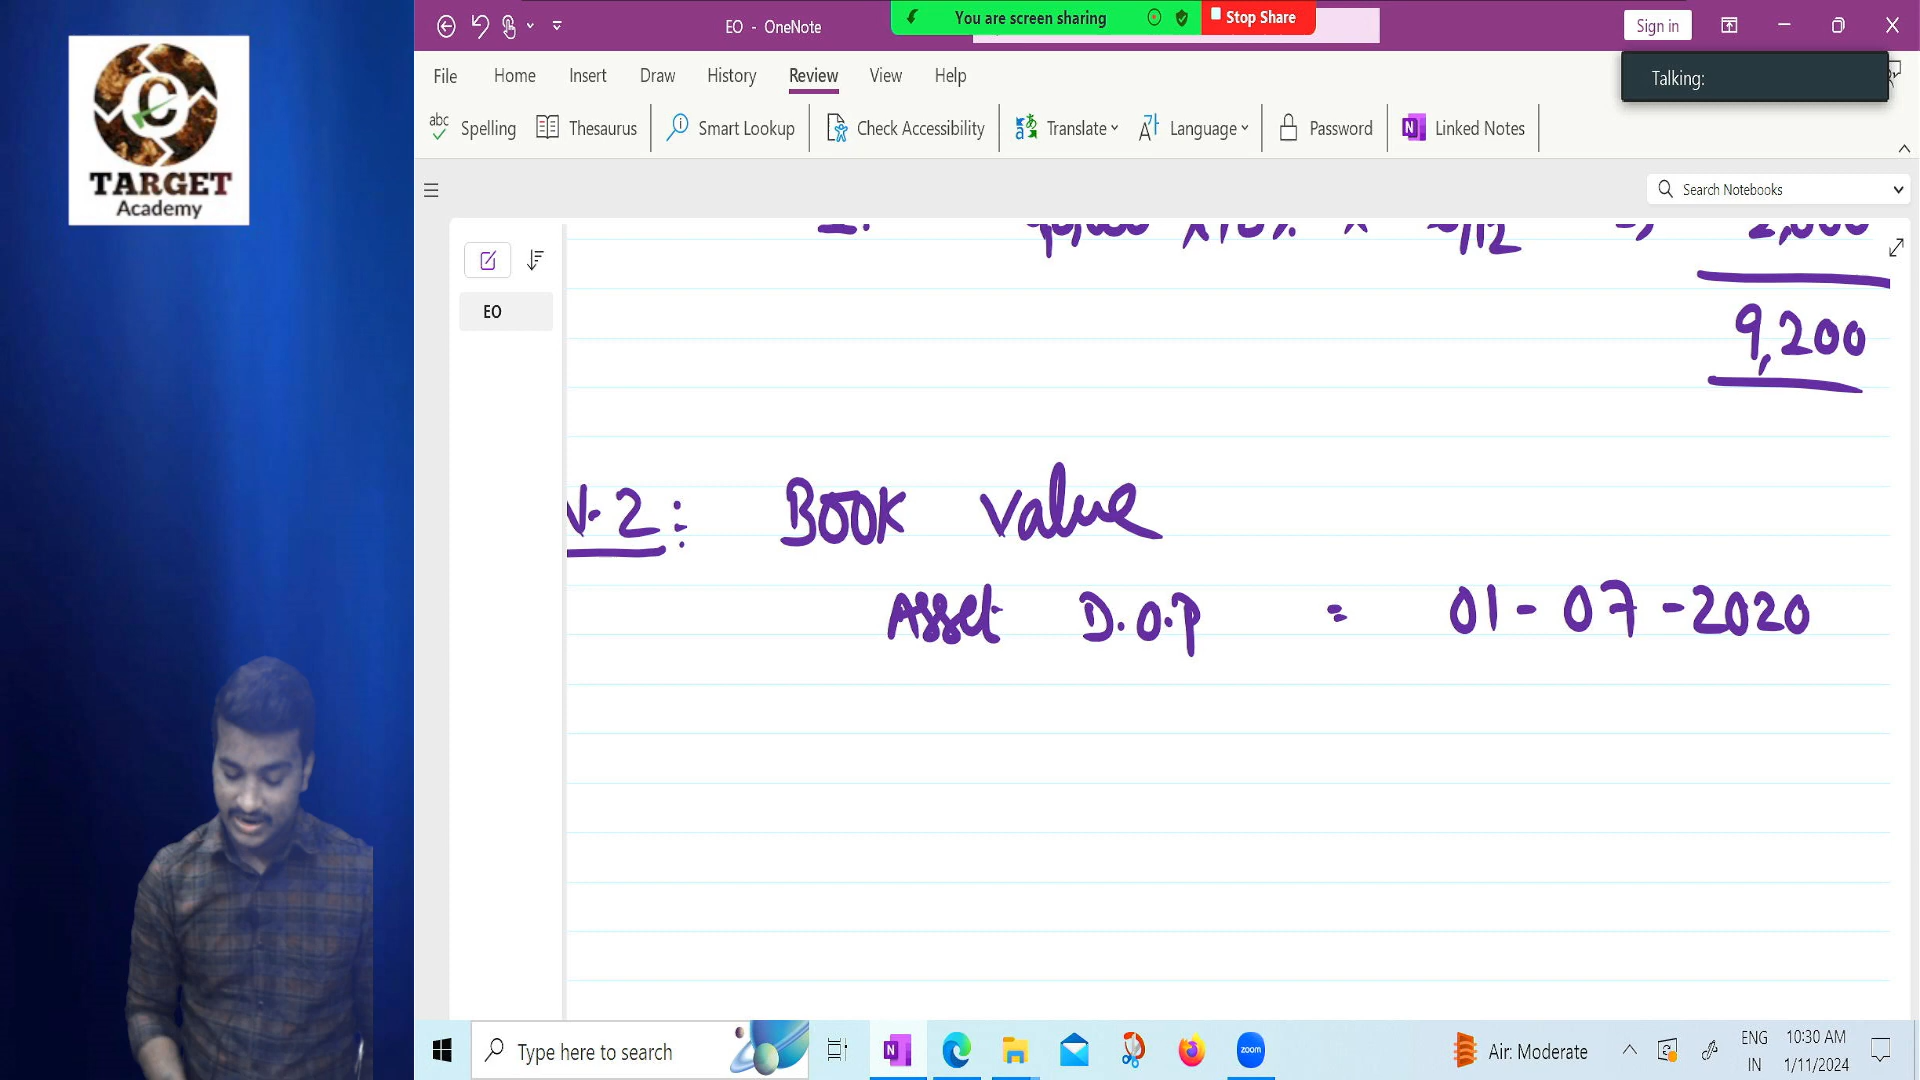 TARGET
Academy
EO - OneNote
You are screen sharing
Stop Share
Sign in
Talking:
File Home Insert Draw History Review View Help
abc Spelling Thesaurus Smart Lookup Check Accessibility Translate Language Password Linked Notes
Search Notebooks
EO
9,200
N-2: Book Value
Asset D.O.P = 01-07-2020
Type here to search
zoom
Air: Moderate
ENG
IN
10:30 AM
1/11/2024